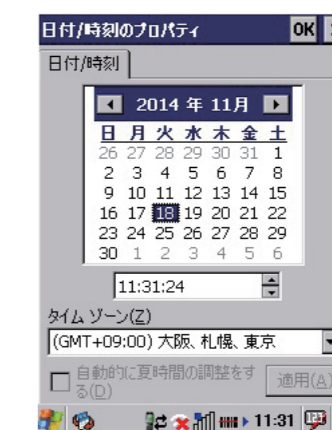 日付/時刻のプロパティ OK
日付/時刻
2014 年 11月
日 月 火 水 木 金 土
26 27 28 29 30 31 1
2 3 4 5 6 7 8
9 10 11 12 13 14 15
16 17 18 19 20 21 22
23 24 25 26 27 28 29
30 1 2 3 4 5 6
11:31:24
タイム ゾーン(Z)
(GMT+09:00) 大阪、札幌、東京
自動的に夏時間の調整をす
る(D)
適用(A)
11:31